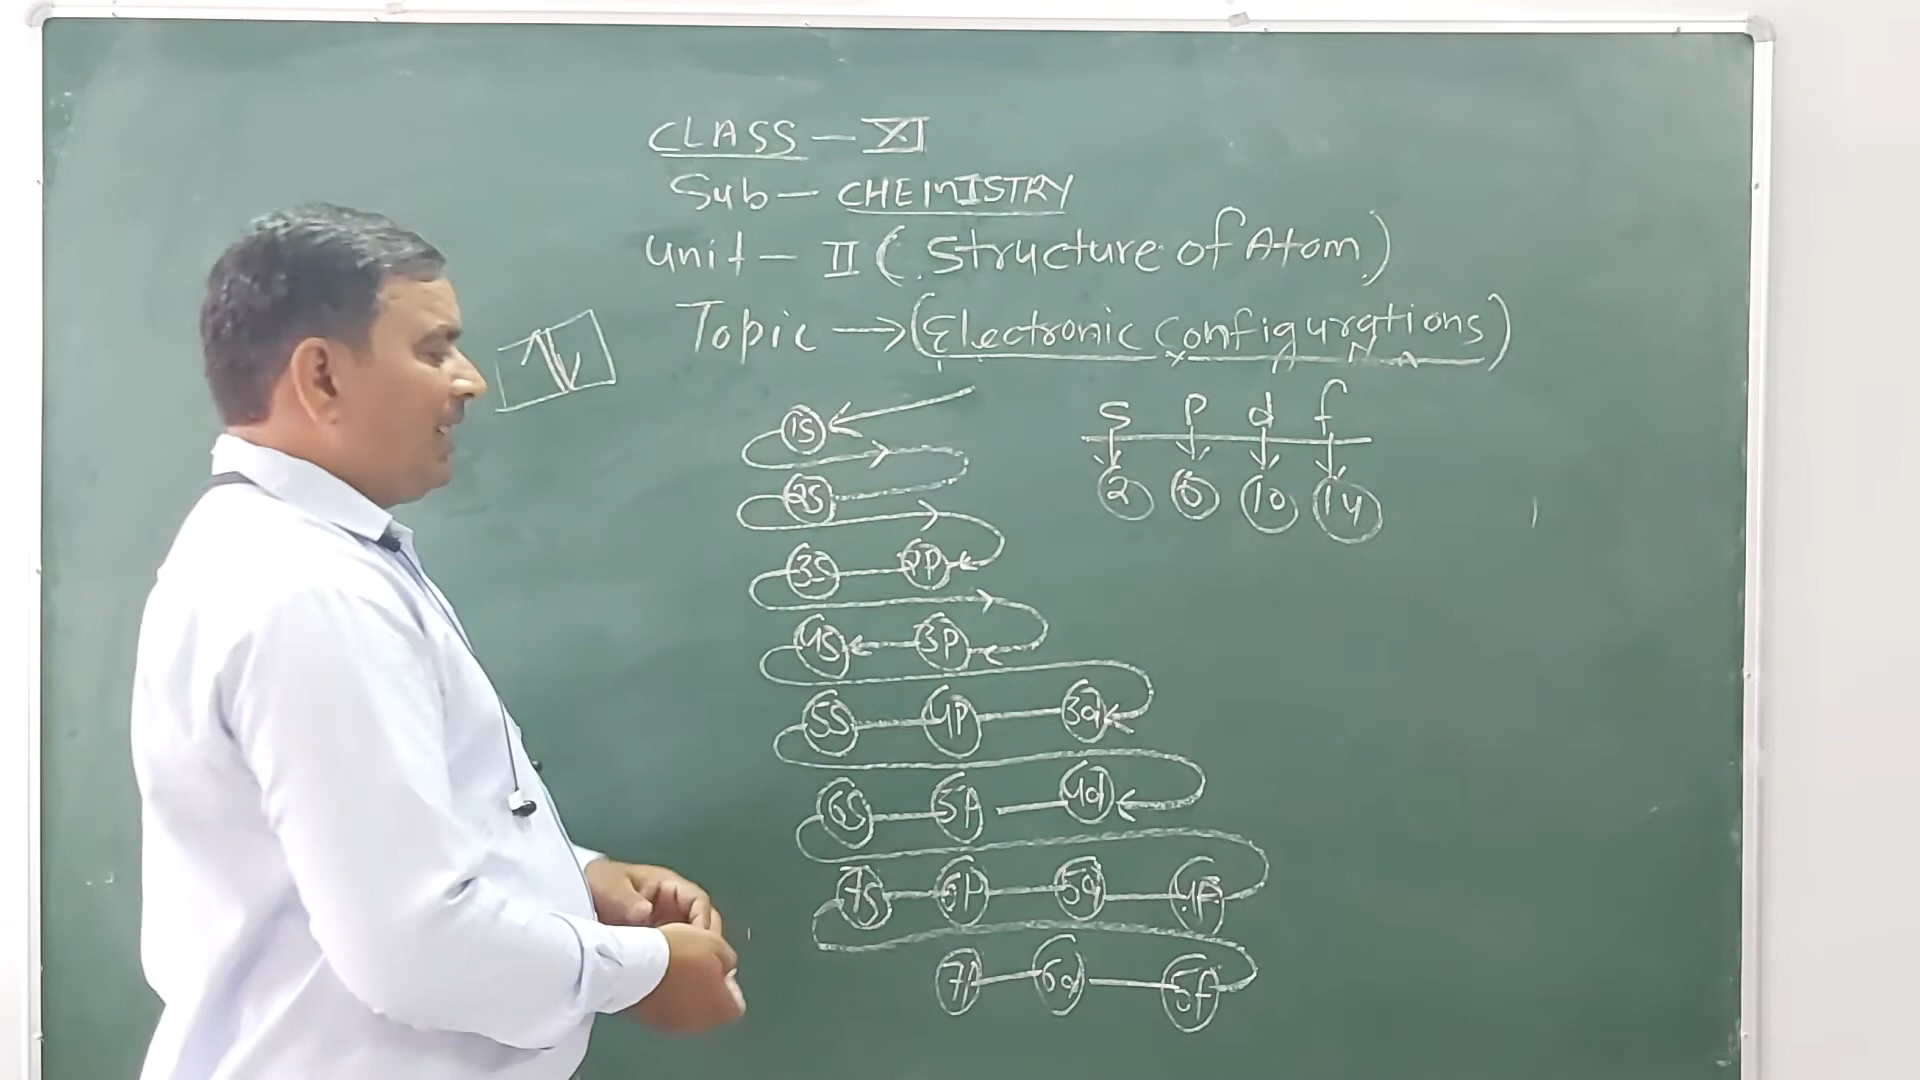 CLASS – XI
Sub – CHEMISTRY
Unit – II (Structure of Atom)
Topic → (Electronic Configurations)
s p d f
2 6 10 14
1s
2s
3s 2p
4s 3p
5s 4p 3d
6s 5p 4d
7s 6p 5d 4f
7p 6d 5f